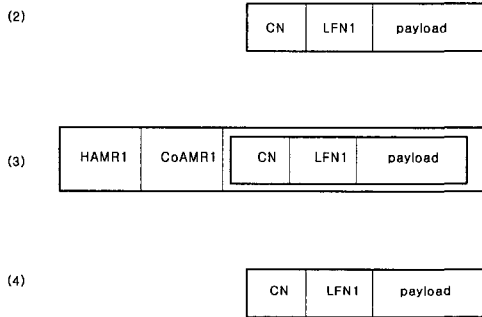 (2) CN LFN1 payload
(3) HAMR1 CoAMR1 CN LFN1 payload
(4) CN LFN1 payload